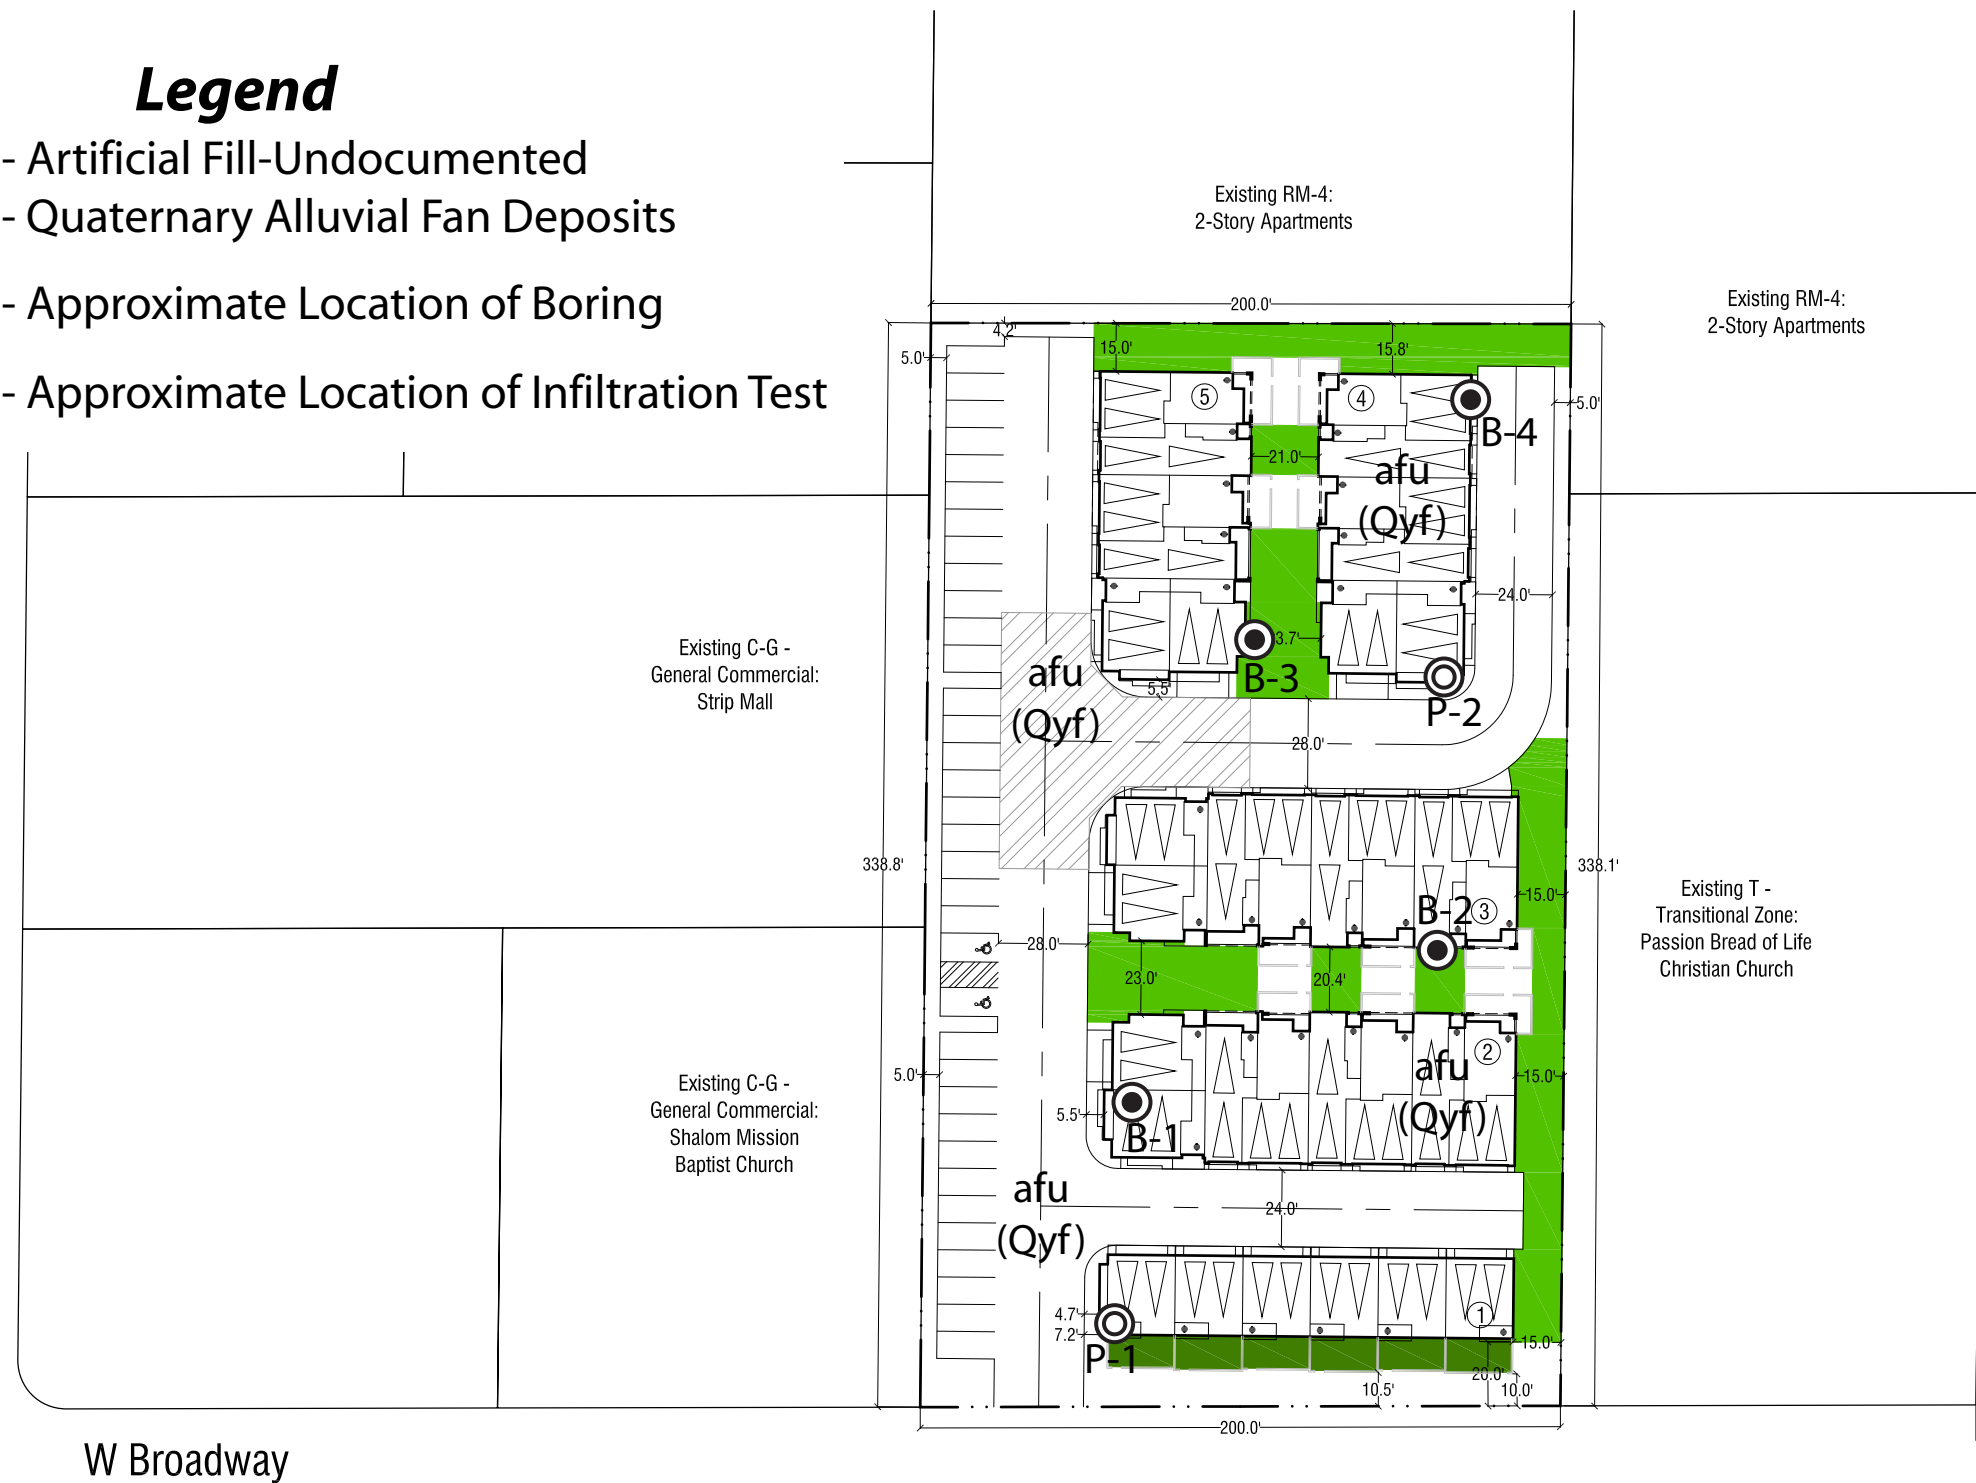 Legend
- Artificial Fill-Undocumented
- Quaternary Alluvial Fan Deposits
- Approximate Location of Boring
- Approximate Location of Infiltration Test
Existing RM-4:
2-Story Apartments
Existing RM-4:
2-Story Apartments
200.0'
4.2'
5.0'
15.0'
15.8'
5.0'
5
4
B-4
21.0'
afu
(Qyf)
24.0'
3.7'
B-3
5.5'
P-2
afu
(Qyf)
28.0'
Existing C-G -
General Commercial:
Strip Mall
338.8'
338.1'
15.0'
B-2
3
28.0'
23.0'
20.4'
Existing T -
Transitional Zone:
Passion Bread of Life
Christian Church
2
afu
(Qyf)
15.0'
5.0'
5.5'
B-1
Existing C-G -
General Commercial:
Shalom Mission
Baptist Church
afu
(Qyf)
24.0'
4.7'
7.2'
P-1
1
15.0'
20.0'
10.5'
10.0'
200.0'
W Broadway